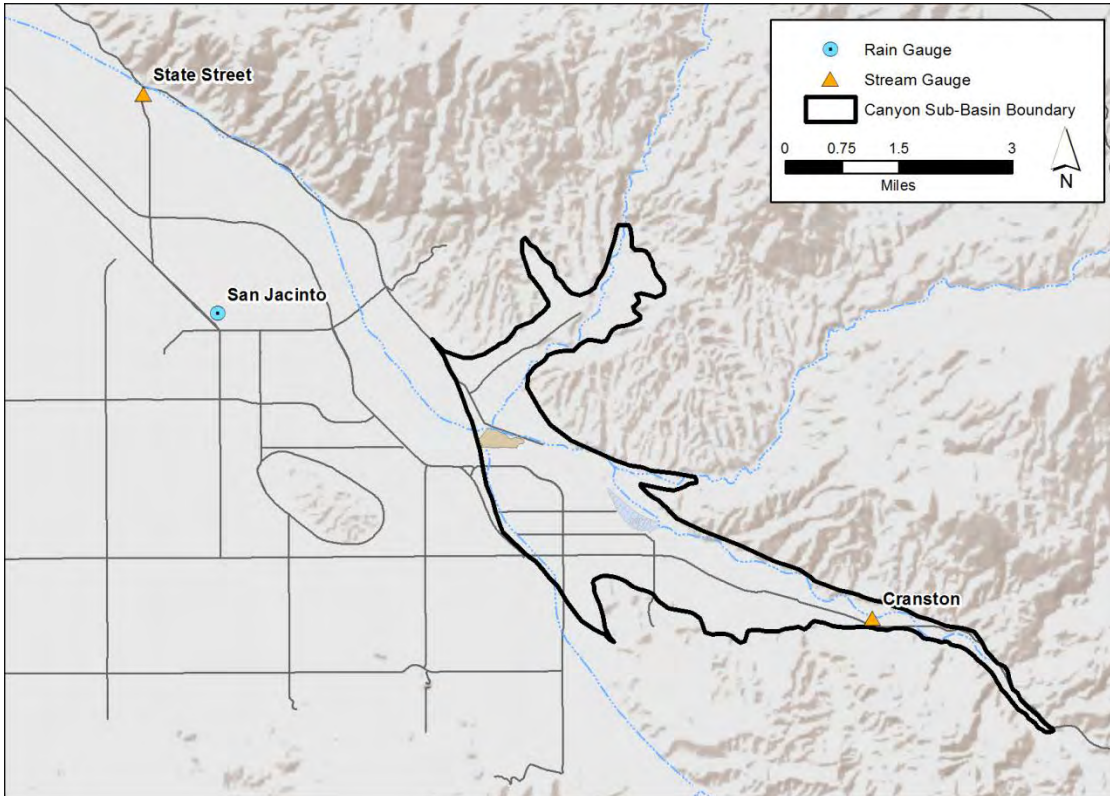 State Street
San Jacinto
Cranston
Rain Gauge
Stream Gauge
Canyon Sub-Basin Boundary
0 0.75 1.5 3
Miles
N